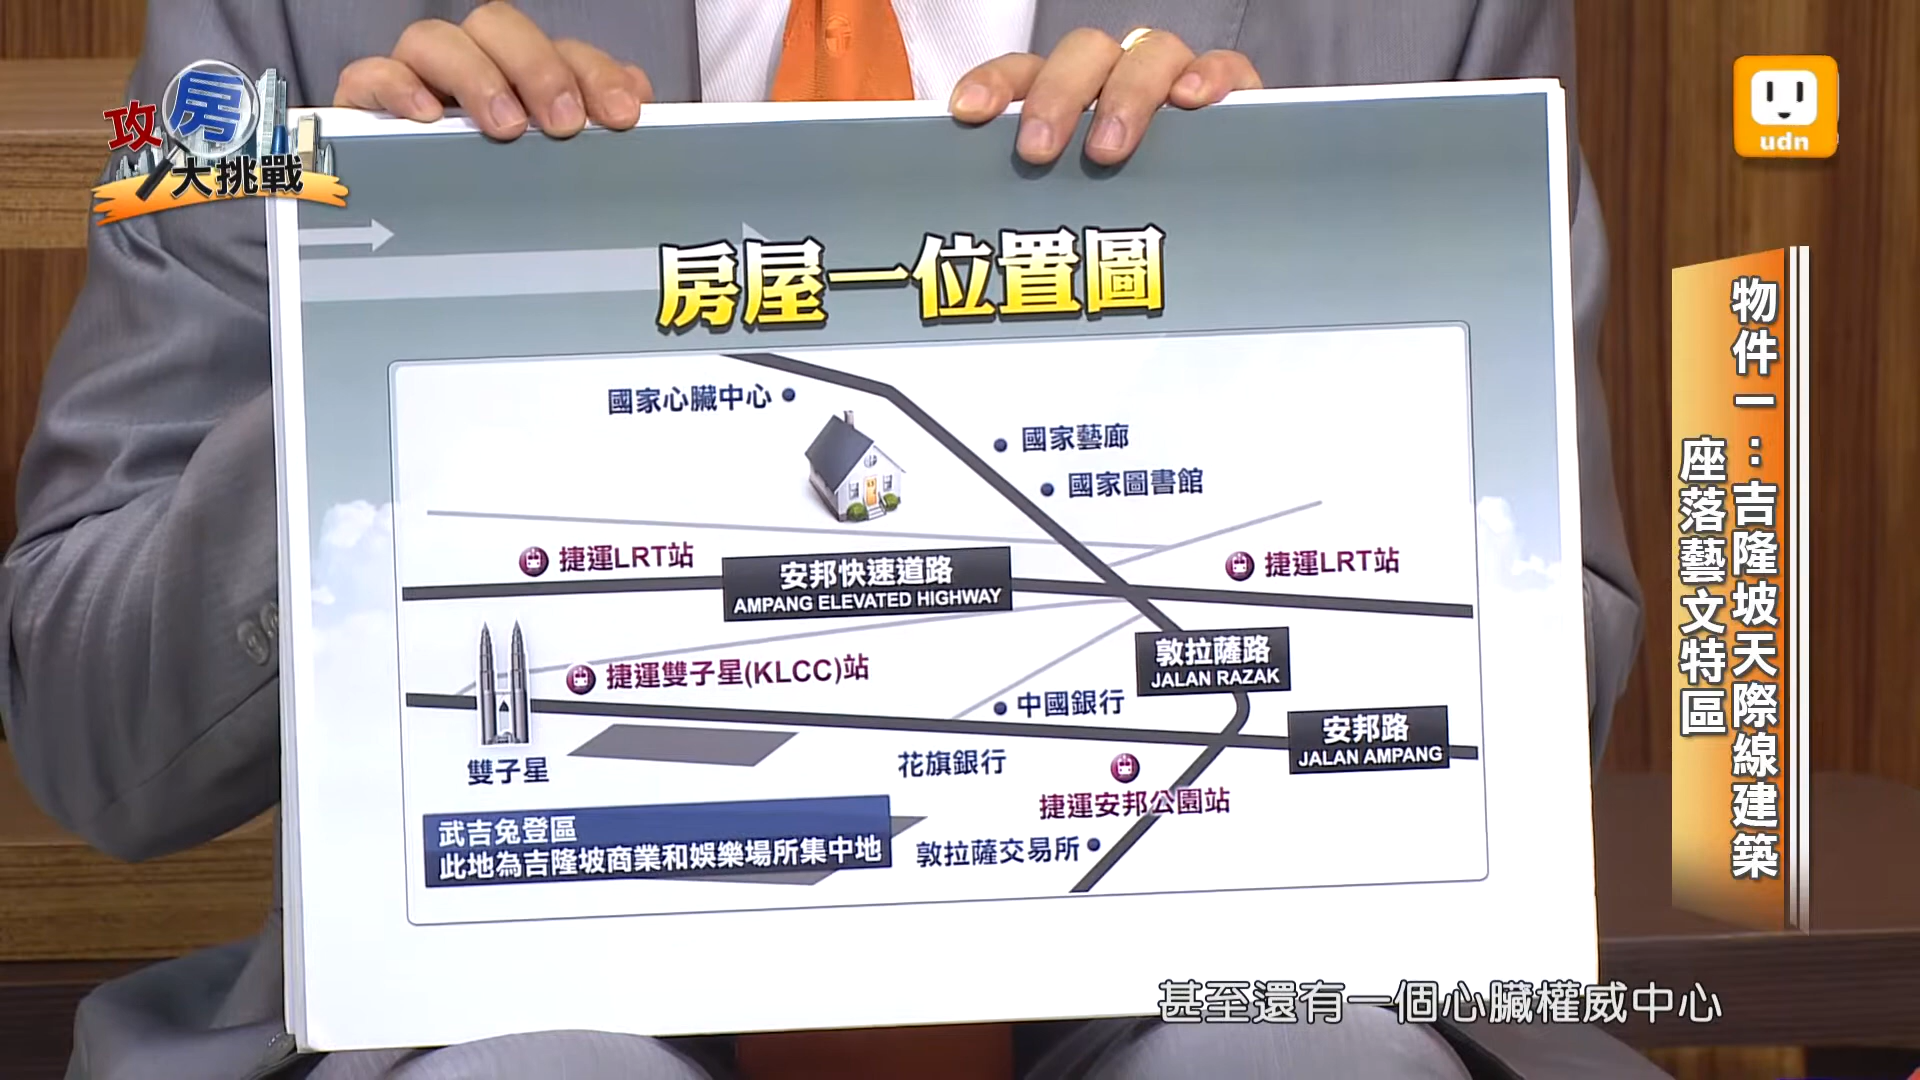 攻房
大挑戰
udn
房屋一位置圖
國家心臟中心
國家藝廊
國家圖書館
捷運LRT站
安邦快速道路
AMPANG ELEVATED HIGHWAY
捷運LRT站
敦拉薩路
JALAN RAZAK
捷運雙子星(KLCC)站
中國銀行
安邦路
JALAN AMPANG
雙子星
花旗銀行
捷運安邦公園站
武吉兔登區
此地為吉隆坡商業和娛樂場所集中地
敦拉薩交易所
物件一：吉隆坡天際線建築
座落藝文特區
甚至還有一個心臟權威中心